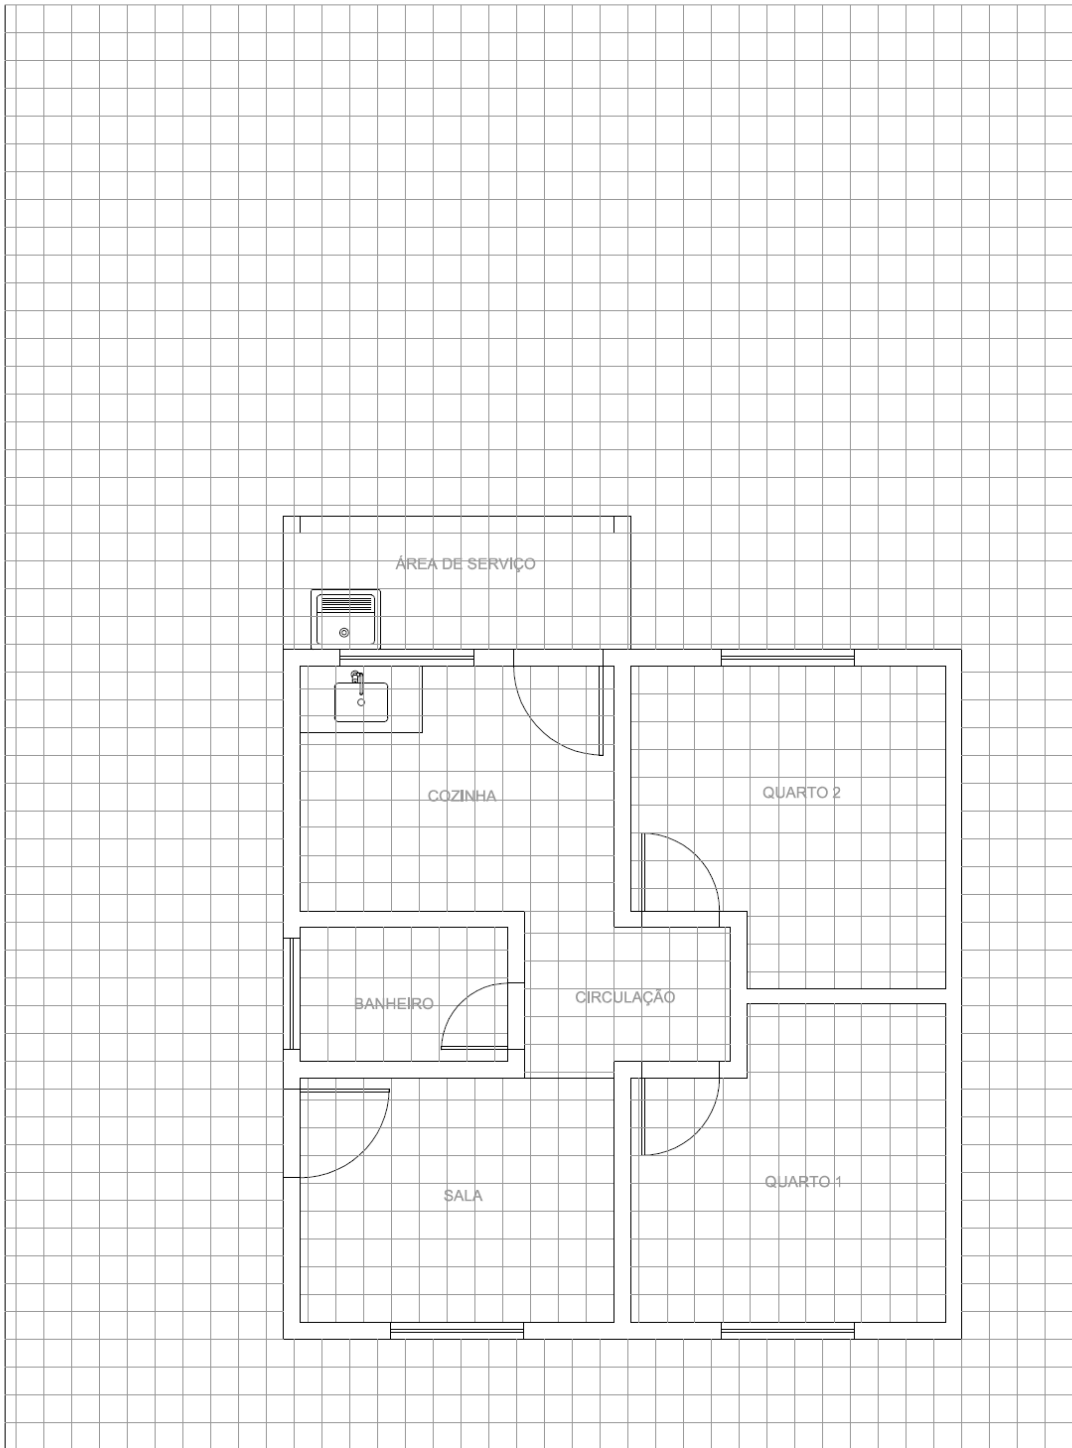 ÁREA DE SERVIÇO
COZINHA
QUARTO 2
BANHEIRO
CIRCULAÇÃO
SALA
QUARTO 1